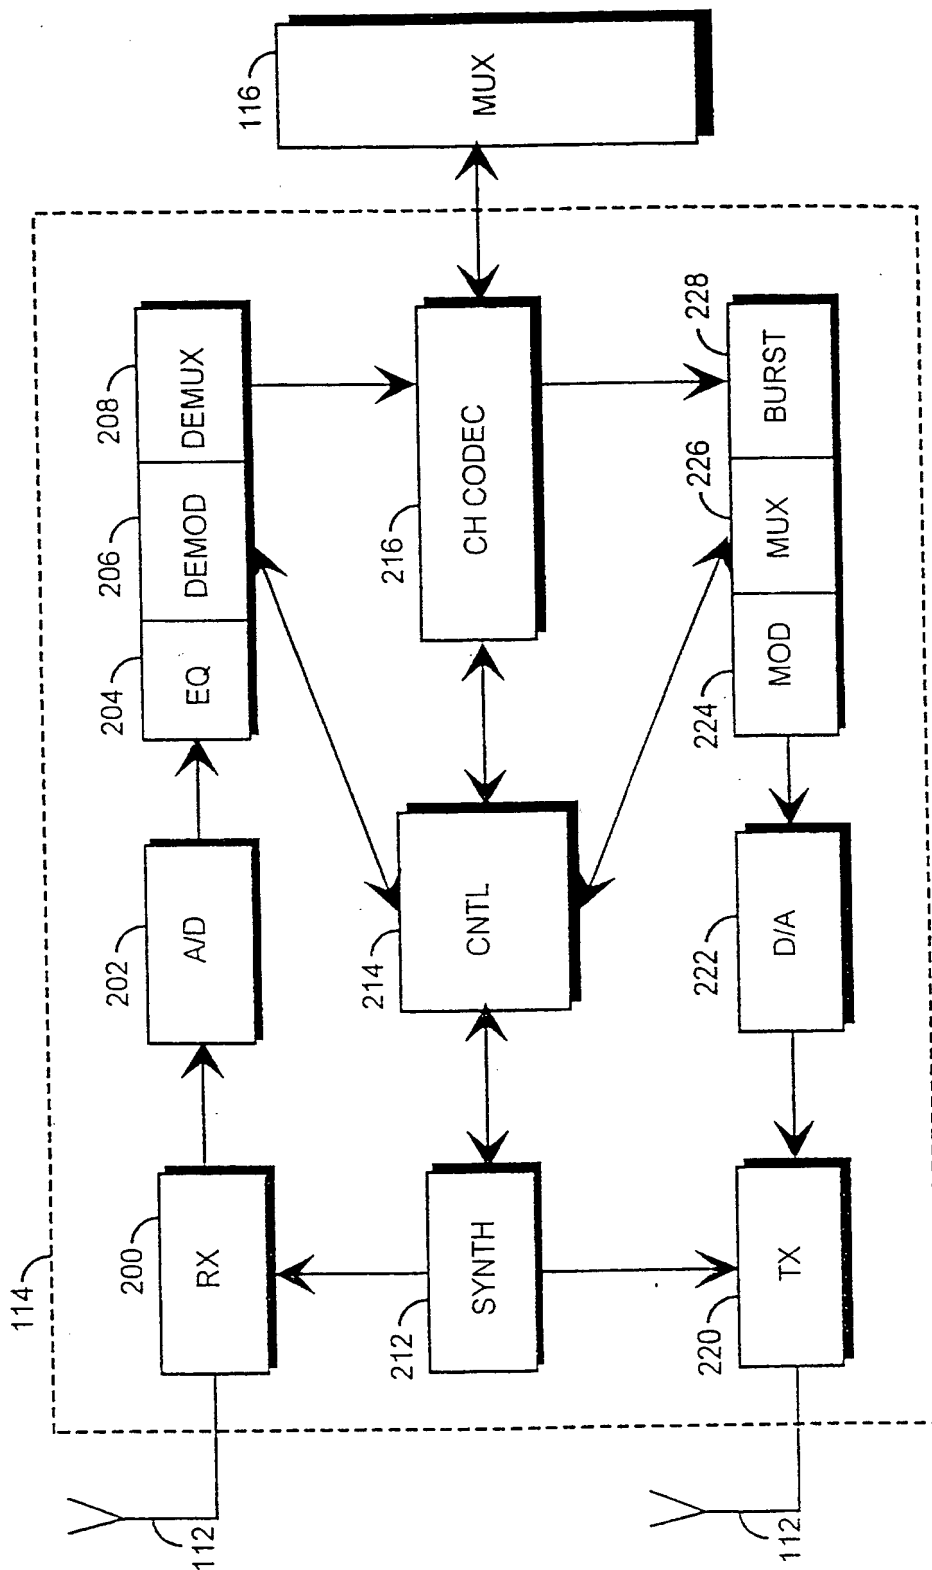 114
112
200
RX
202
A/D
204
EQ
206
DEMOD
208
DEMUX
212
SYNTH
214
CNTL
216
CH CODEC
116
MUX
112
220
TX
222
D/A
224
MOD
226
MUX
228
BURST